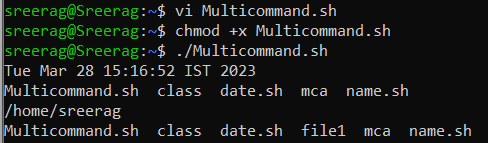 sreerag@Sreerag:~$ vi Multicommand.sh
sreerag@Sreerag:~$ chmod +x Multicommand.sh
sreerag@Sreerag:~$ ./Multicommand.sh
Tue Mar 28 15:16:52 IST 2023
Multicommand.sh  class  date.sh  mca  name.sh
/home/sreerag
Multicommand.sh  class  date.sh  file1  mca  name.sh